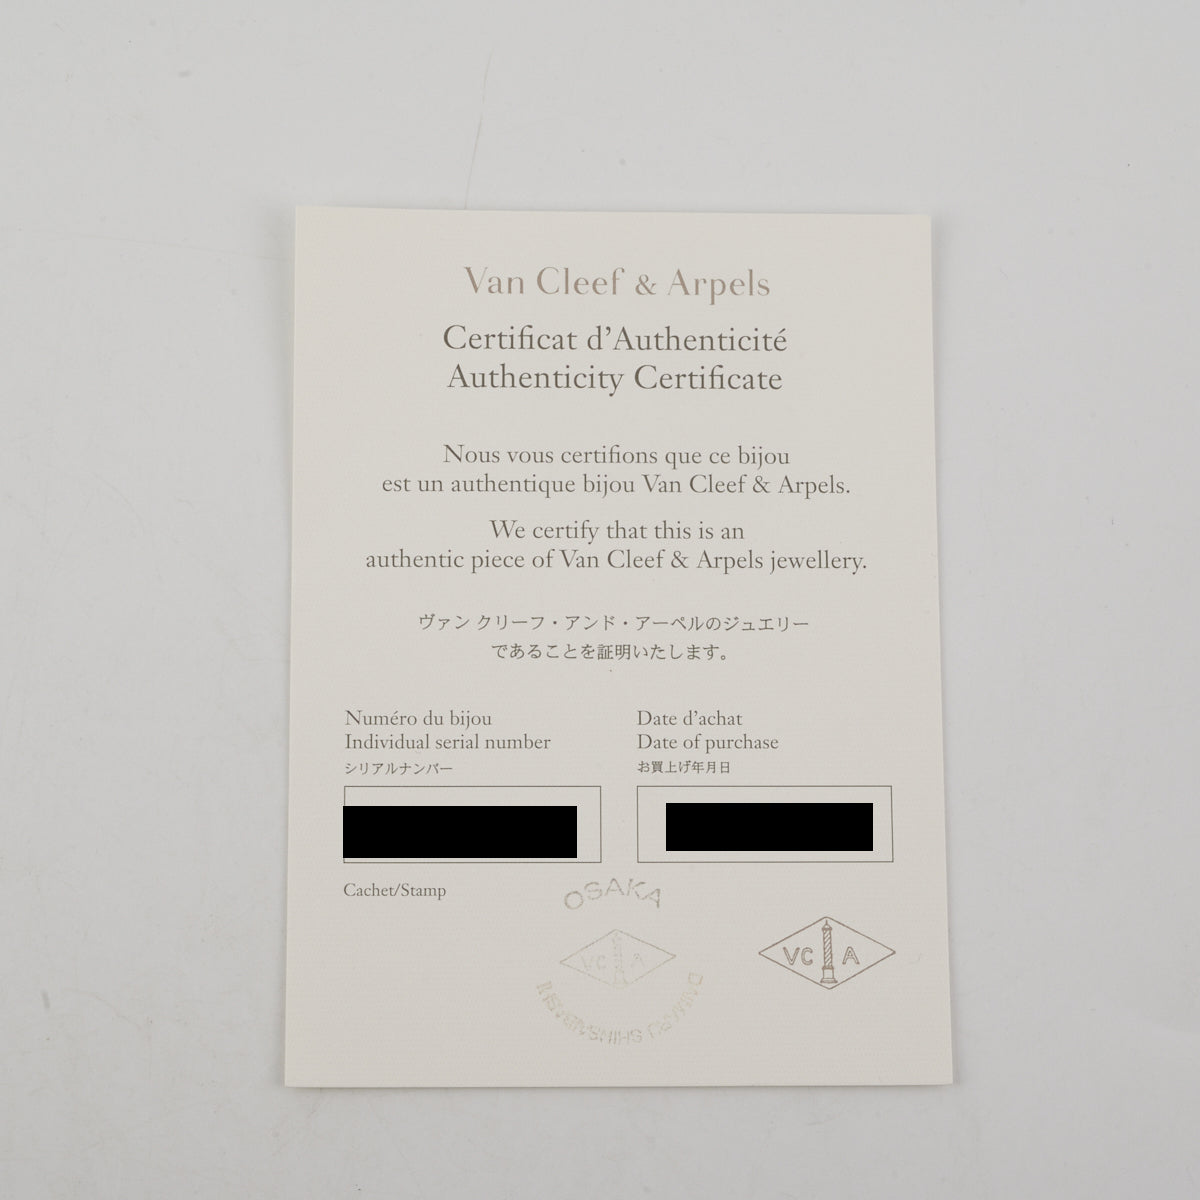 Van Cleef & Arpels
Certificat d'Authenticité
Authenticity Certificate
Nous vous certifions que ce bijou
est un authentique bijou Van Cleef & Arpels.
We certify that this is an
authentic piece of Van Cleef & Arpels jewellery.
ヴァン クリーフ・アンド・アーペルのジュエリー
であることを証明いたします。
Numéro du bijou
Individual serial number
シリアルナンバー
Date d'achat
Date of purchase
お買上げ年月日
Cachet/Stamp
OSAKA
VC A
SHINSAIBASHI
VC A